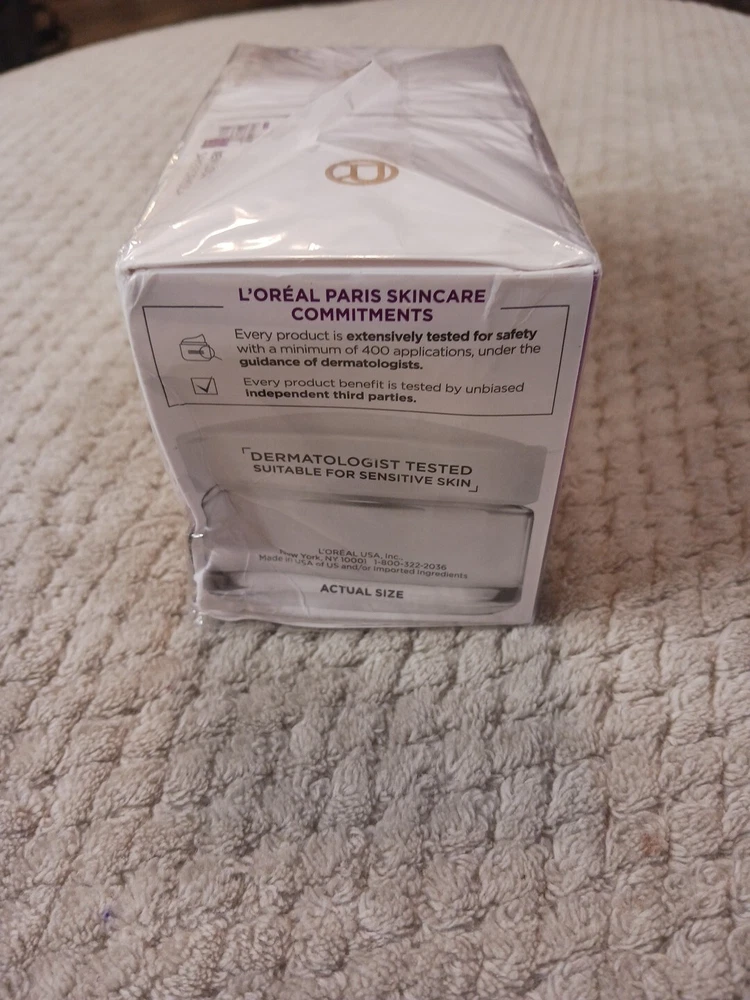 L'ORÉAL PARIS SKINCARE
COMMITMENTS
Every product is extensively tested for safety
with a minimum of 400 applications, under the
guidance of dermatologists.
Every product benefit is tested by unbiased
independent third parties.
DERMATOLOGIST TESTED
SUITABLE FOR SENSITIVE SKIN
L'ORÉAL USA, Inc.,
New York, NY 10001 1-800-322-2036
Made in USA of US and/or imported ingredients
ACTUAL SIZE